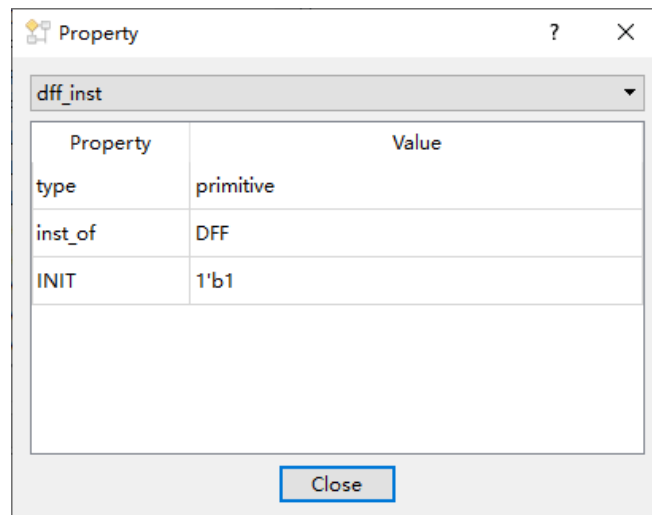 Property
?
dff_inst
Property Value
type primitive
inst_of DFF
INIT 1'b1
Close